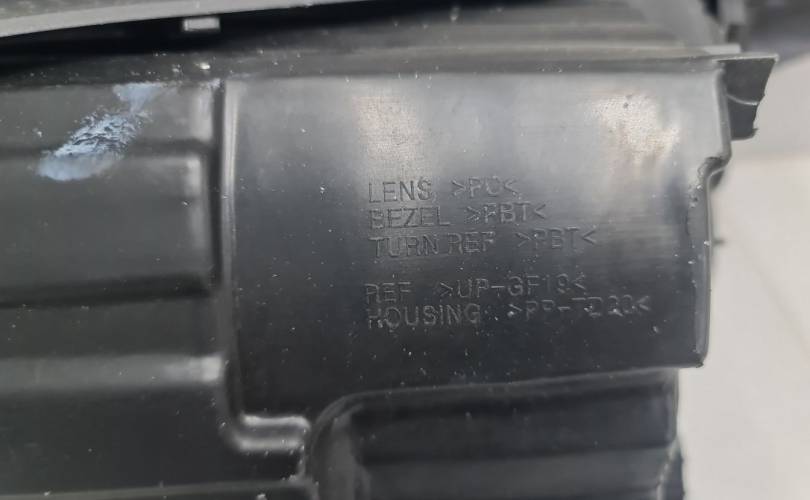 LENS >PC<
BEZEL >PBT<
TURN REF >PBT<
REF >UP-GF19<
HOUSING >PP-TD20<